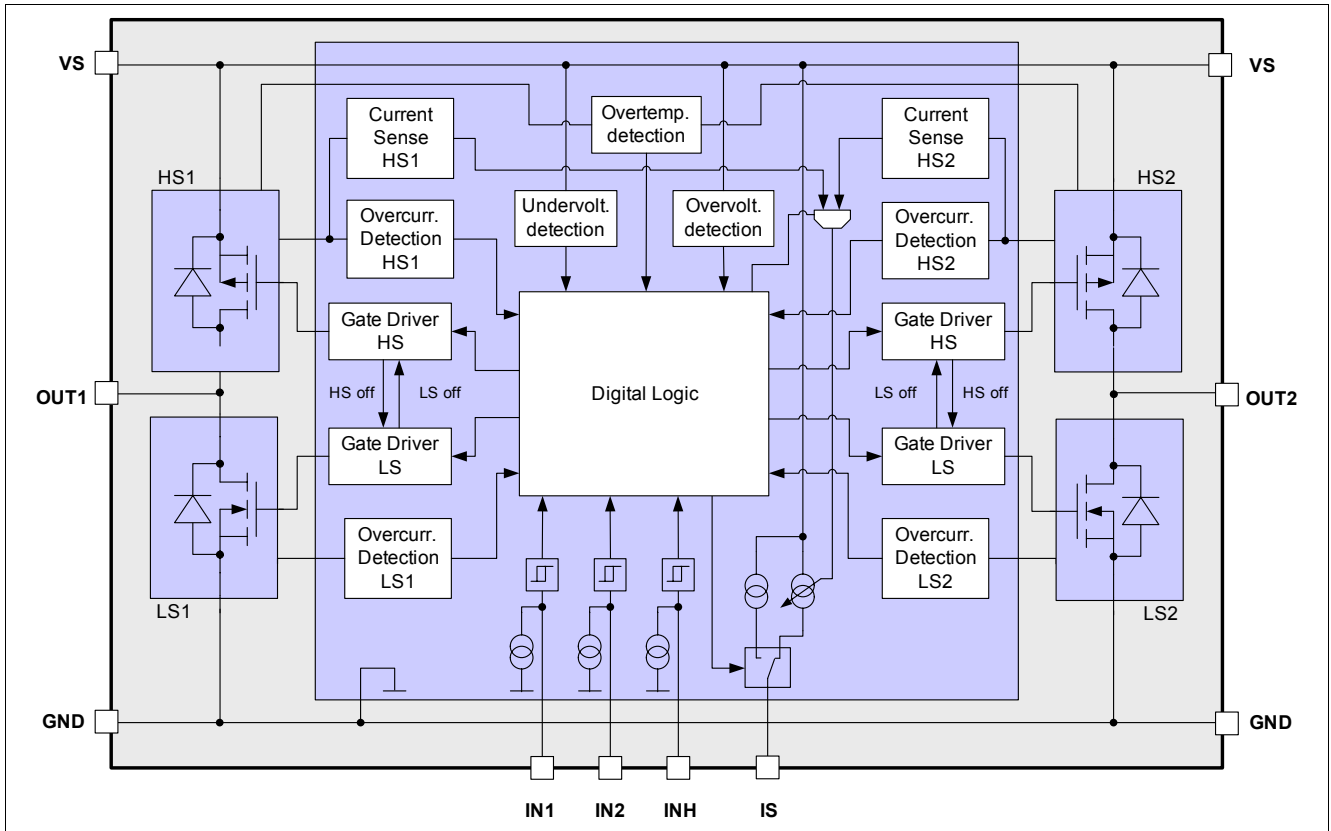 VS
VS
Current
Sense
HS1
Overtemp.
detection
Current
Sense
HS2
HS1
HS2
Undervolt.
detection
Overvolt.
detection
Overcurr.
Detection
HS1
Overcurr.
Detection
HS2
Gate Driver
HS
Gate Driver
HS
Digital Logic
HS off
LS off
LS off
HS off
OUT1
OUT2
Gate Driver
LS
Gate Driver
LS
Overcurr.
Detection
LS1
Overcurr.
Detection
LS2
LS1
LS2
GND
GND
IN1
IN2
INH
IS